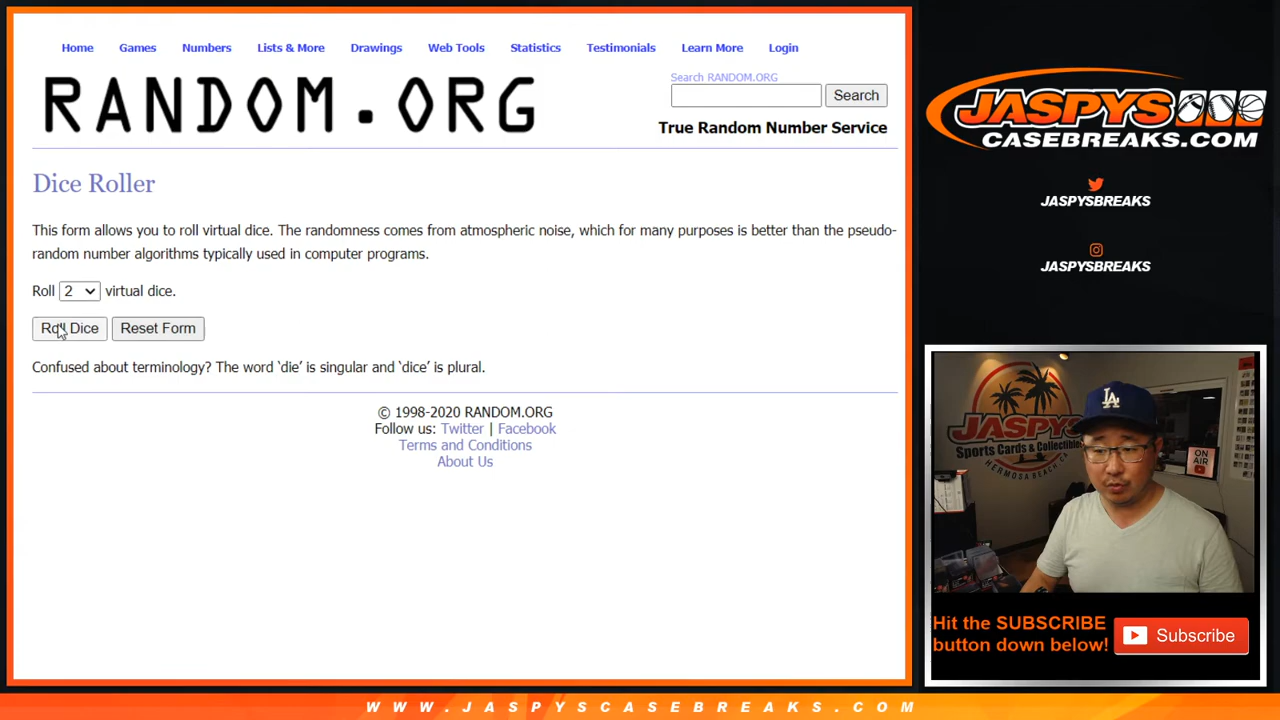 Home Games Numbers Lists & More Drawings Web Tools Statistics Testimonials Learn More Login
RANDOM.ORG
Search RANDOM.ORG
Search
True Random Number Service
Dice Roller
This form allows you to roll virtual dice. The randomness comes from atmospheric noise, which for many purposes is better than the pseudo-
random number algorithms typically used in computer programs.
Roll 2 virtual dice.
Roll Dice Reset Form
Confused about terminology? The word ‘die’ is singular and ‘dice’ is plural.
© 1998-2020 RANDOM.ORG
Follow us: Twitter | Facebook
Terms and Conditions
About Us
JASPYS
CASEBREAKS.COM
JASPYSBREAKS
JASPYSBREAKS
JASPYS
Sports Cards & Collectibles
HERMOSA BEACH, CA
LA
ON
AIR
Hit the SUBSCRIBE
button down below!
Subscribe
WWW.JASPYSCASEBREAKS.COM